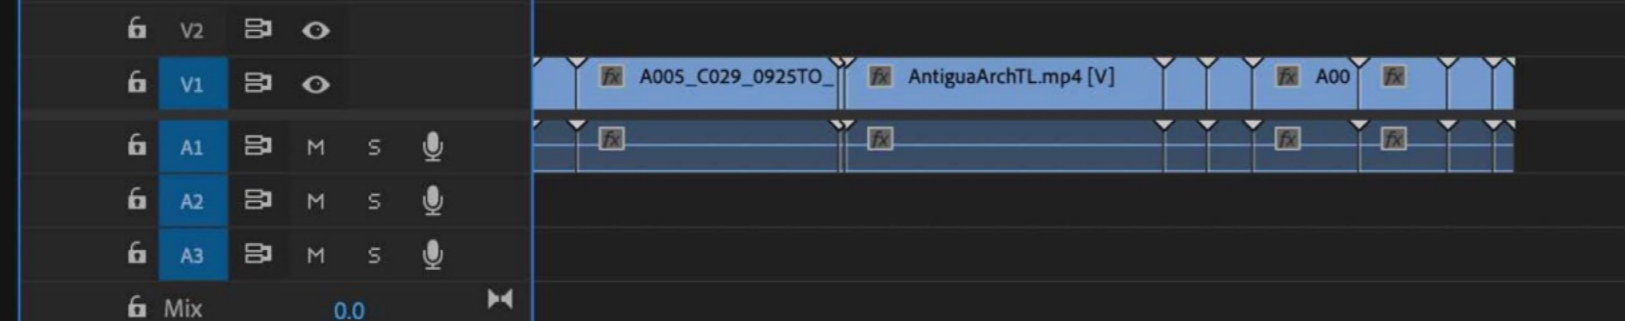 V2
V1 fx A005_C029_0925TO_ fx AntiguaArchTL.mp4 [V] fx A00 fx
A1 M S fx fx fx fx
A2 M S
A3 M S
Mix 0.0